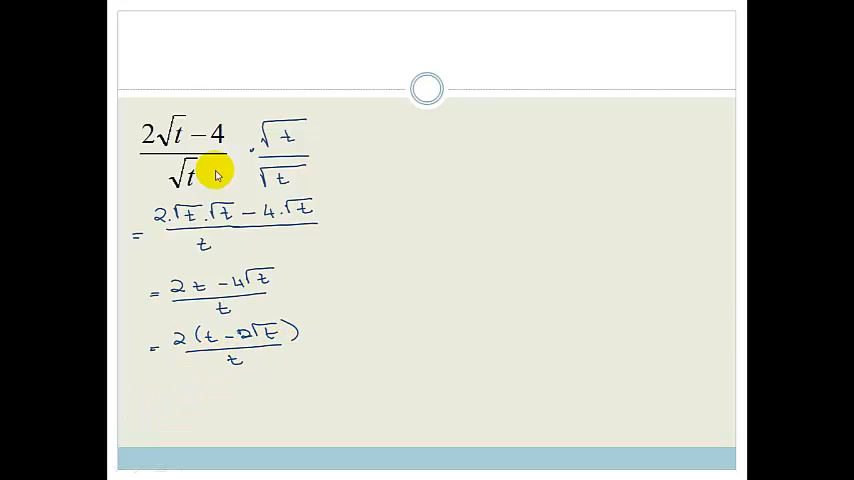 (2√t − 4)/√t · √t/√t
= (2.√t.√t − 4.√t)/t
= (2t − 4√t)/t
= 2(t − 2√t)/t